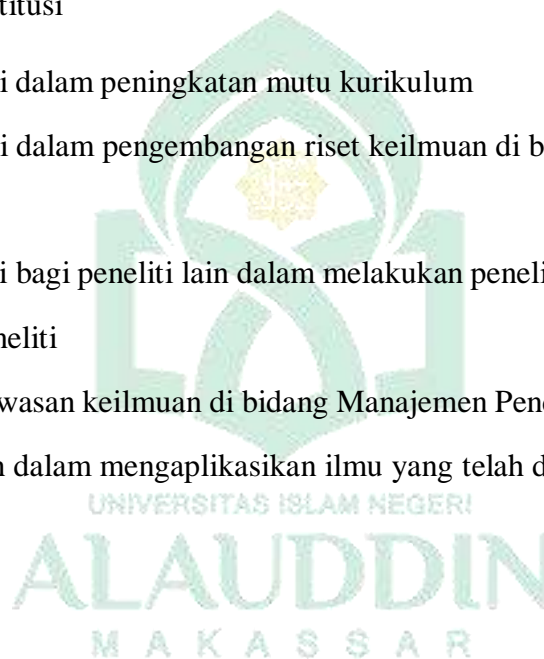 titusi
i dalam peningkatan mutu kurikulum
i dalam pengembangan riset keilmuan di b
i bagi peneliti lain dalam melakukan peneli
neliti
wasan keilmuan di bidang Manajemen Pend
n dalam mengaplikasikan ilmu yang telah d
UNIVERSITAS ISLAM NEGERI
ALAUDDIN
MAKASSAR